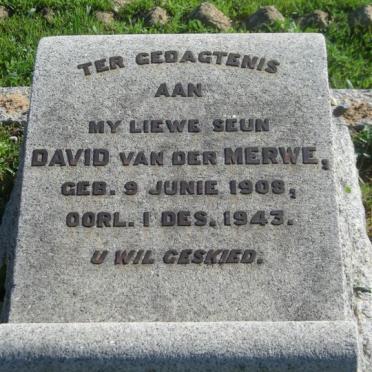 TER GEDAGTENIS
AAN
MY LIEWE SEUN
DAVID VAN DER MERWE,
GEB. 9 JUNIE 1908,
OORL. 1 DES. 1943.
U WIL GESKIED.